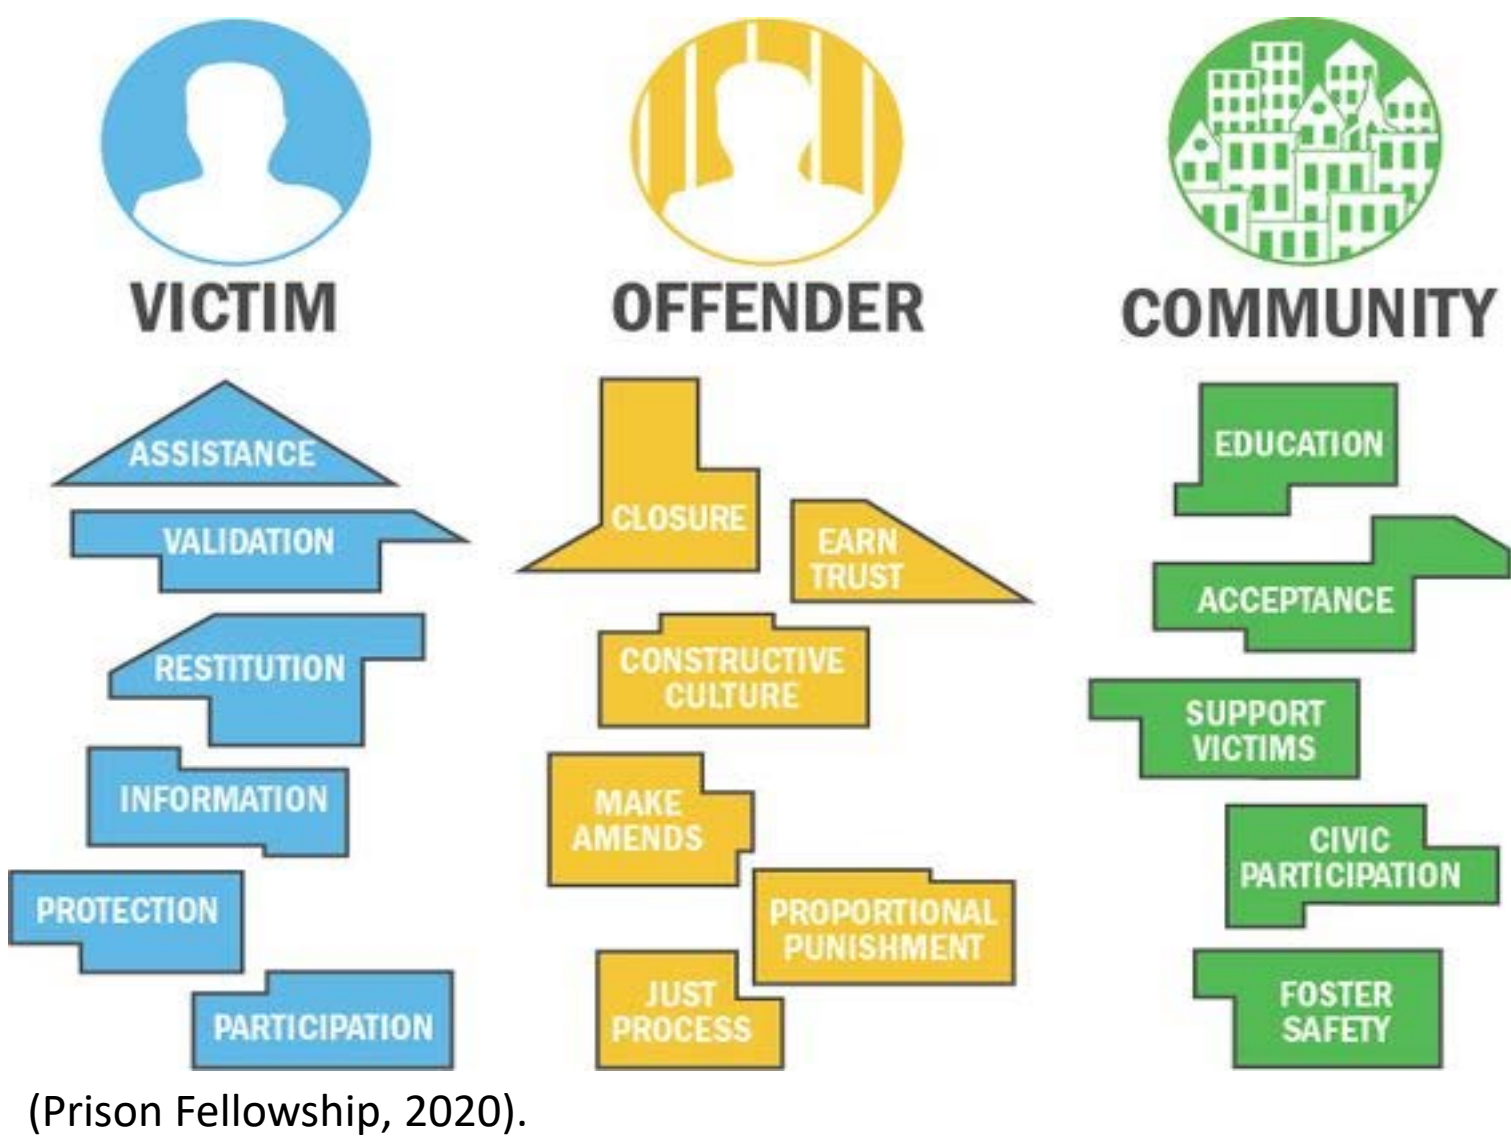 VICTIM
ASSISTANCE
VALIDATION
RESTITUTION
INFORMATION
PROTECTION
PARTICIPATION
OFFENDER
CLOSURE
EARN
TRUST
CONSTRUCTIVE
CULTURE
MAKE
AMENDS
PROPORTIONAL
PUNISHMENT
JUST
PROCESS
COMMUNITY
EDUCATION
ACCEPTANCE
SUPPORT
VICTIMS
CIVIC
PARTICIPATION
FOSTER
SAFETY
(Prison Fellowship, 2020).